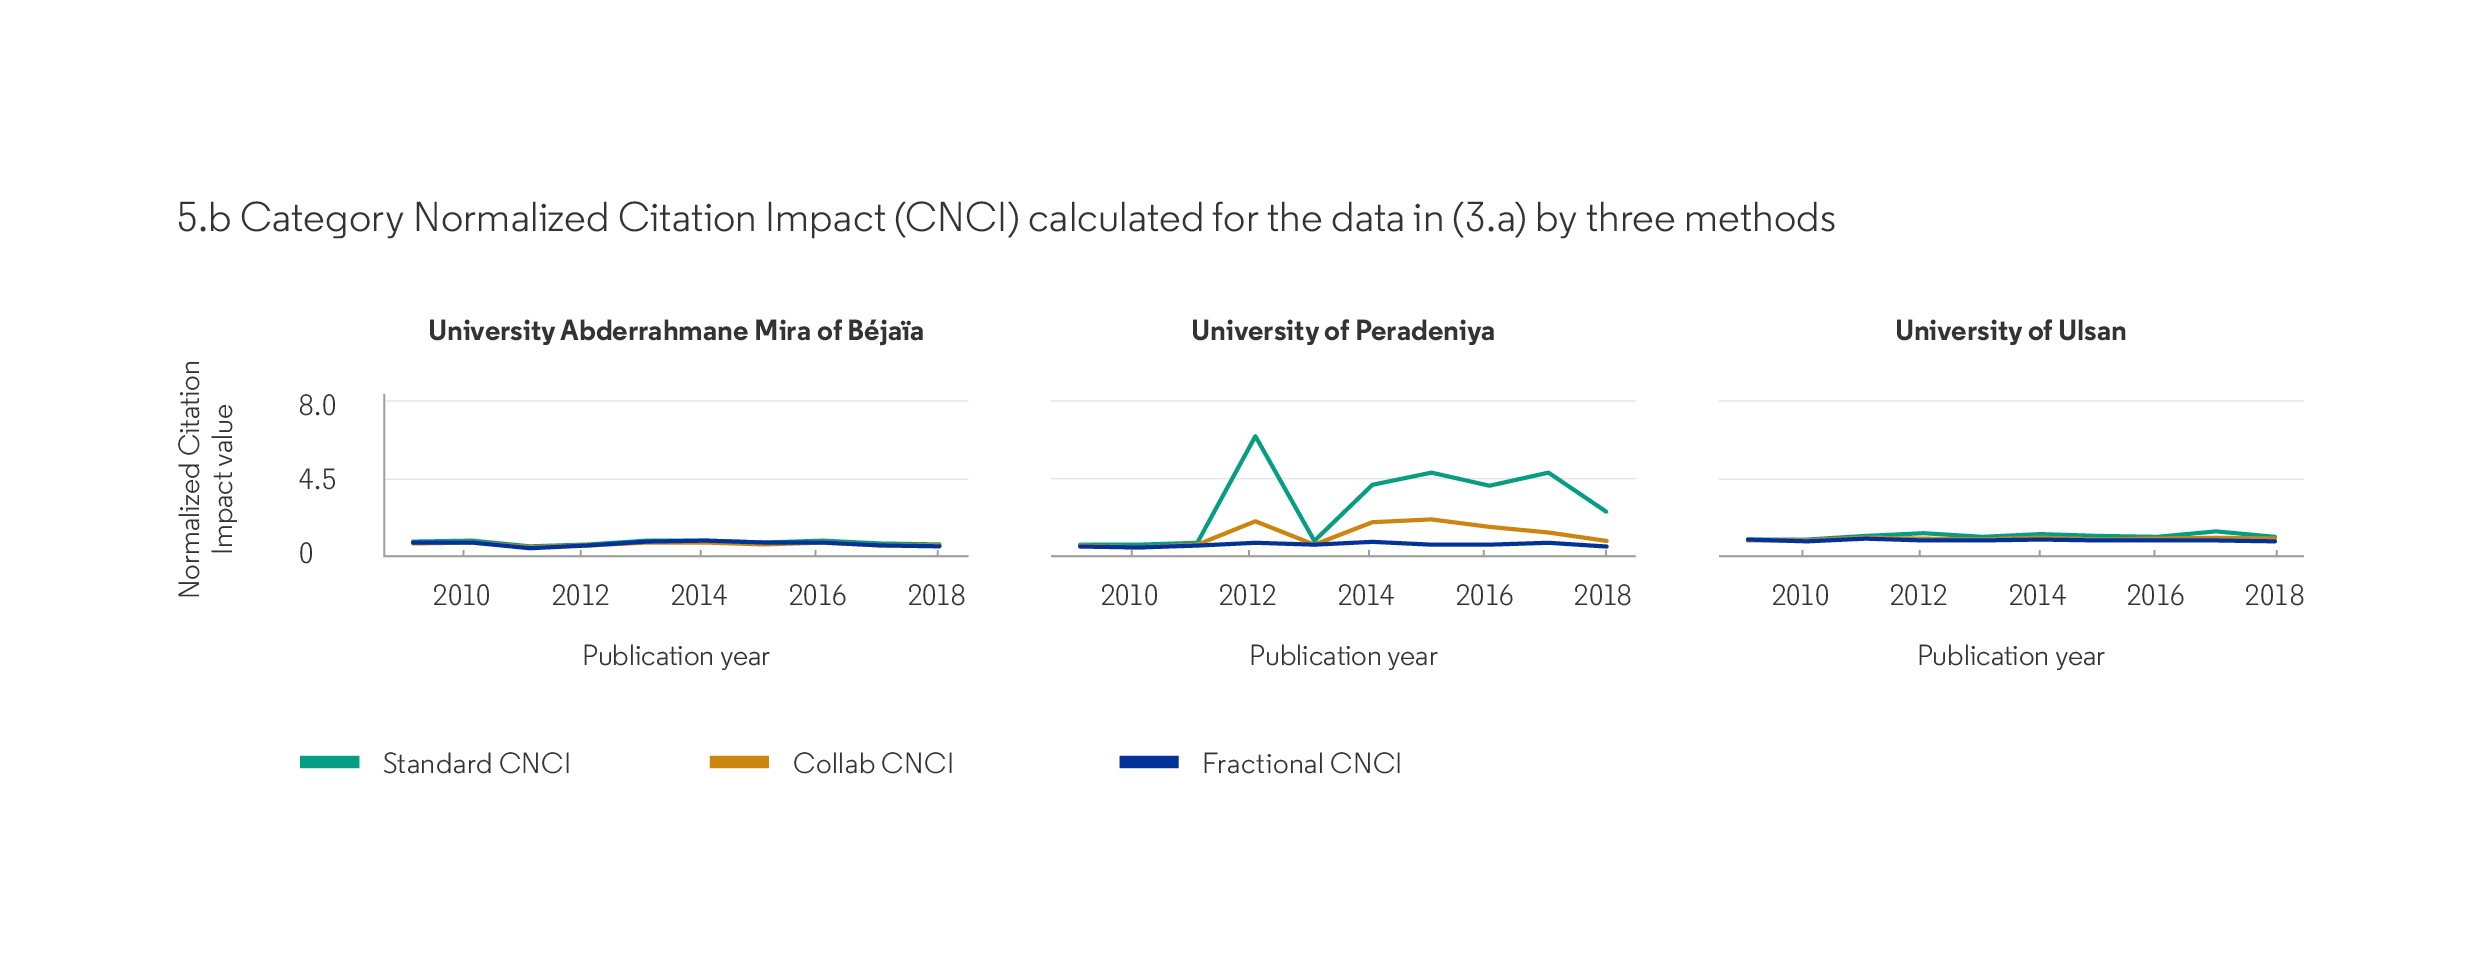 5.b Category Normalized Citation Impact (CNCI) calculated for the data in (3.a) by three methods
University Abderrahmane Mira of Béjaïa
University of Peradeniya
University of Ulsan
Normalized Citation
Impact value
8.0
4.5
0
2010 2012 2014 2016 2018
2010 2012 2014 2016 2018
2010 2012 2014 2016 2018
Publication year
Publication year
Publication year
Standard CNCI
Collab CNCI
Fractional CNCI